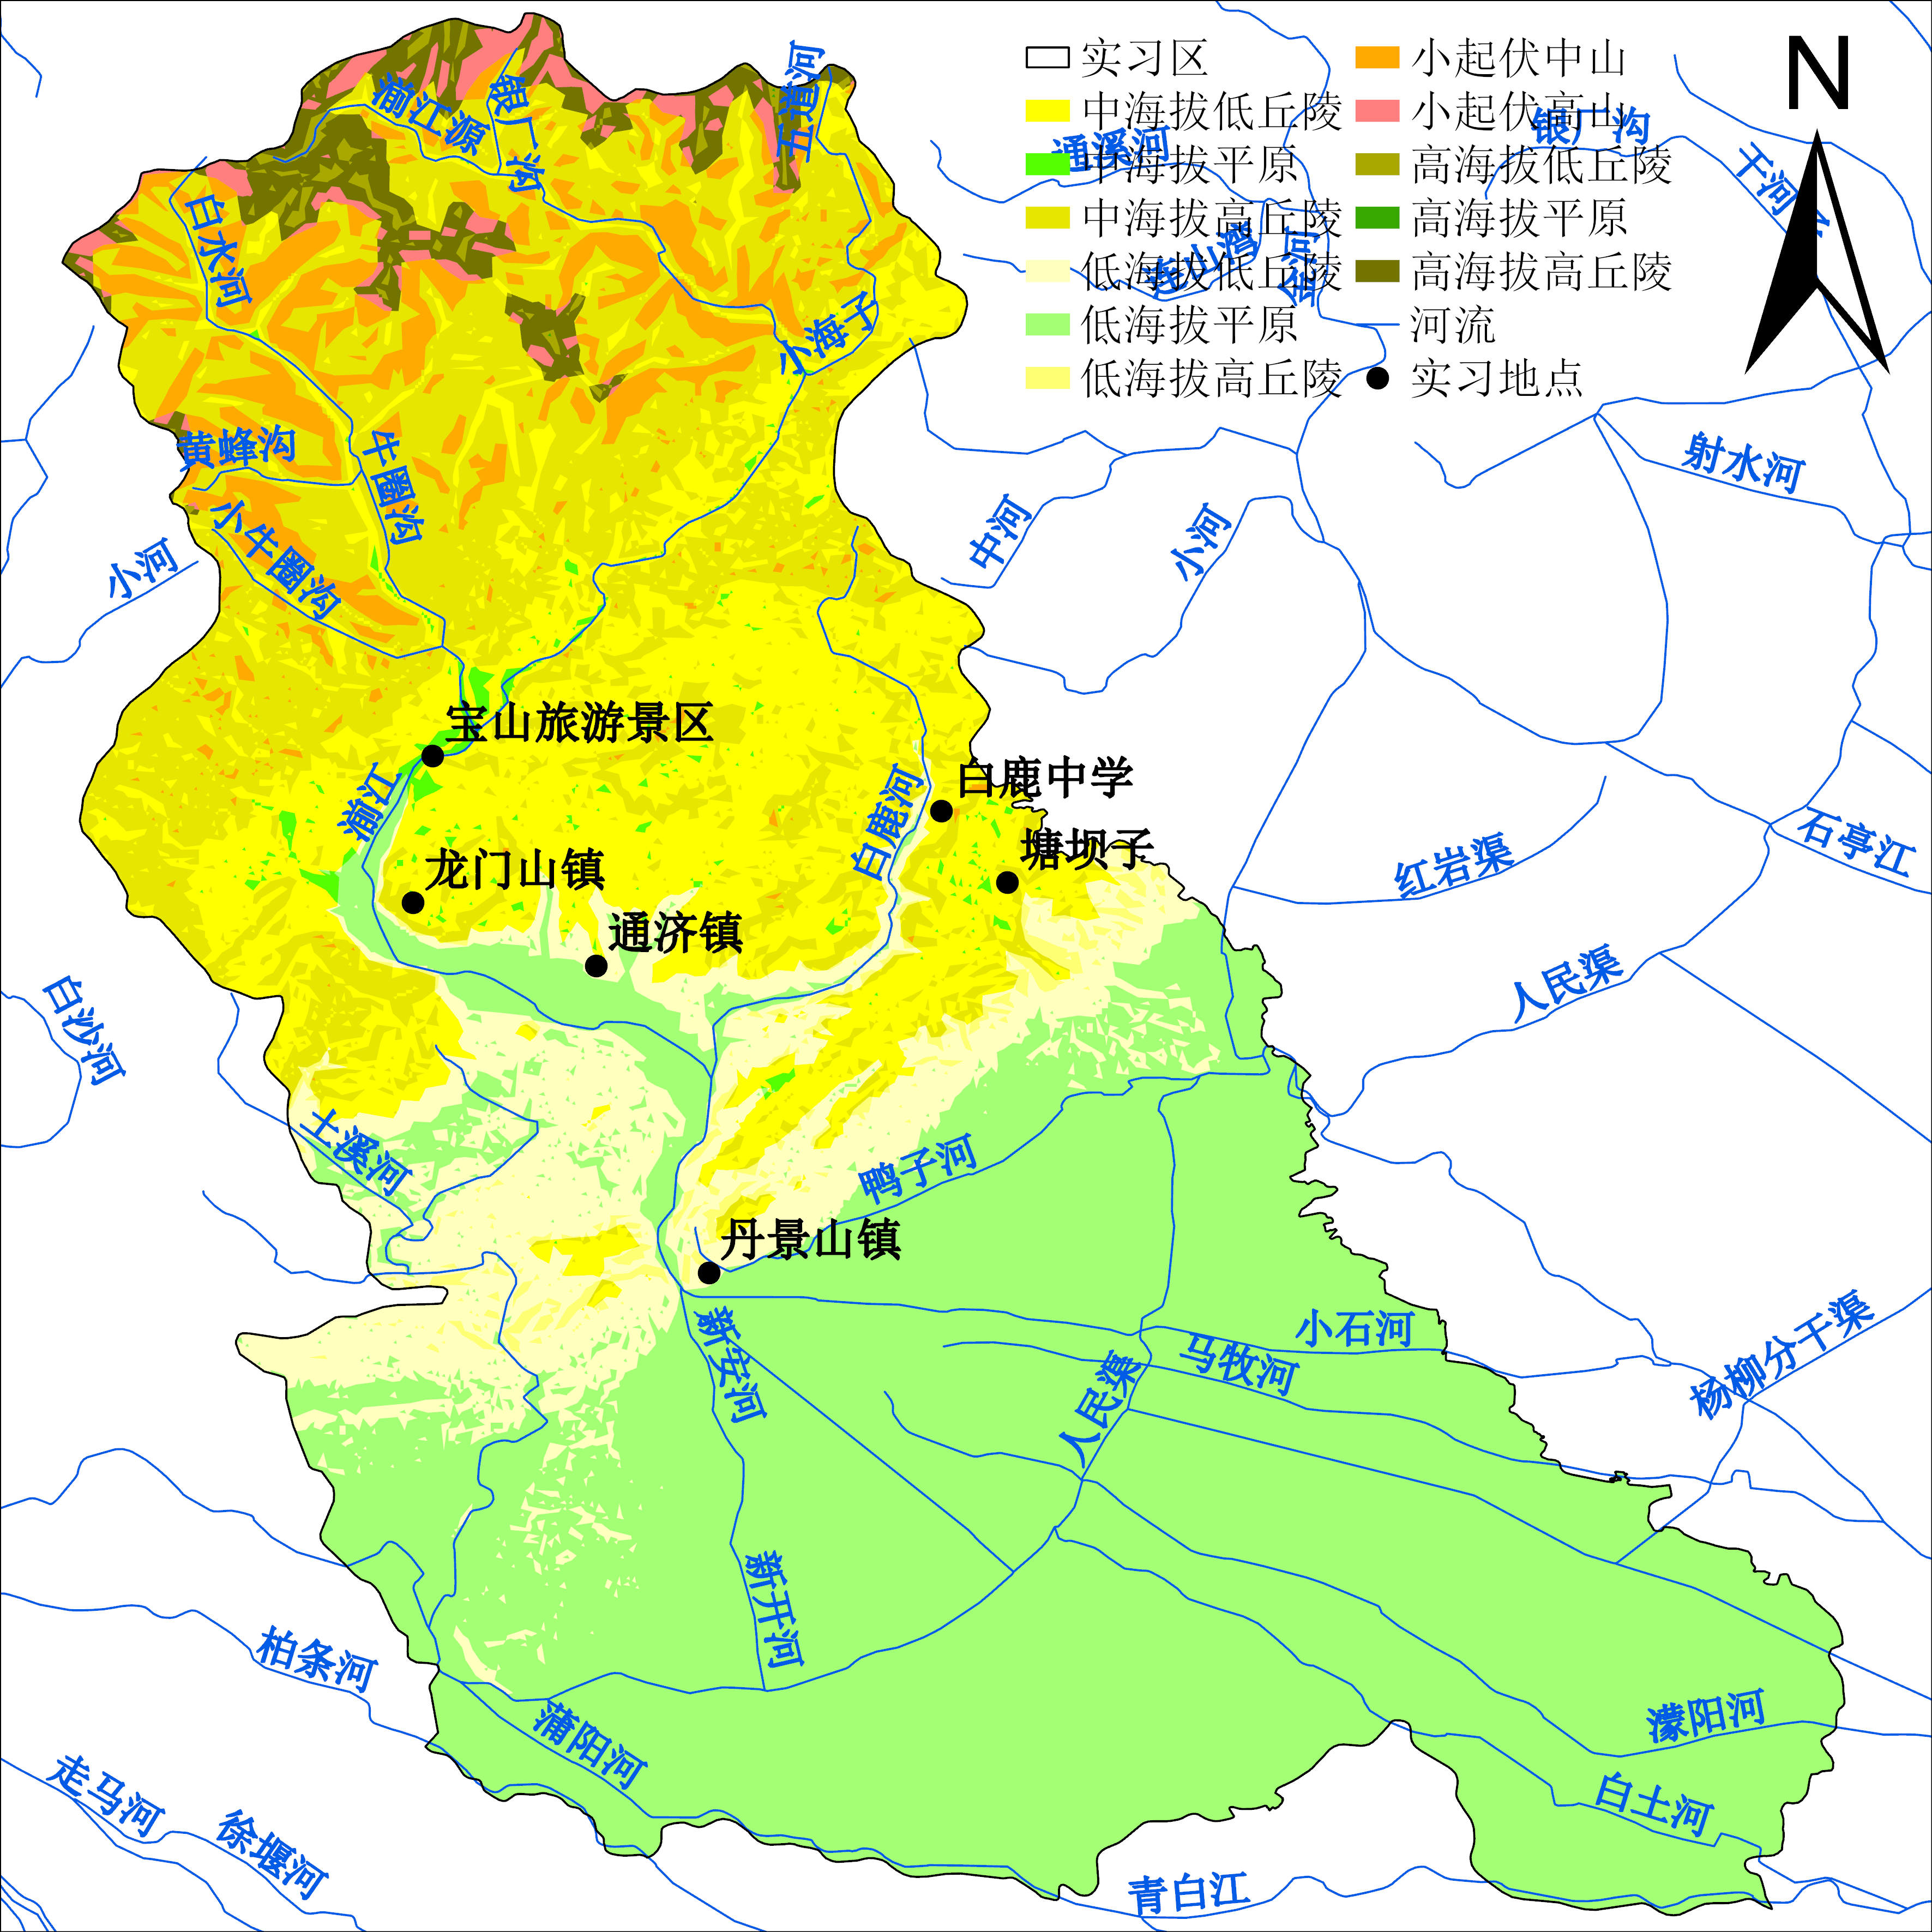 N
实习区
中海拔低丘陵
中海拔平原
中海拔高丘陵
低海拔低丘陵
低海拔平原
低海拔高丘陵
小起伏中山
小起伏高山
高海拔低丘陵
高海拔平原
高海拔高丘陵
河流
实习地点
湔江源
银厂沟
五道河
通溪河
银厂沟
干河子
白水河
连山湾
金河
小海子
黄蜂沟
牛圈沟
射水河
小牛圈沟
小河
中河
小河
宝山旅游景区
湔江
白鹿河
白鹿中学
塘坝子
红岩渠
石亭江
龙门山镇
通济镇
人民渠
白沙河
土溪河
鸭子河
丹景山镇
新安河
小石河
马牧河
人民渠
杨柳分干渠
新开河
柏条河
蒲阳河
濛阳河
白土河
走马河
徐堰河
青白江